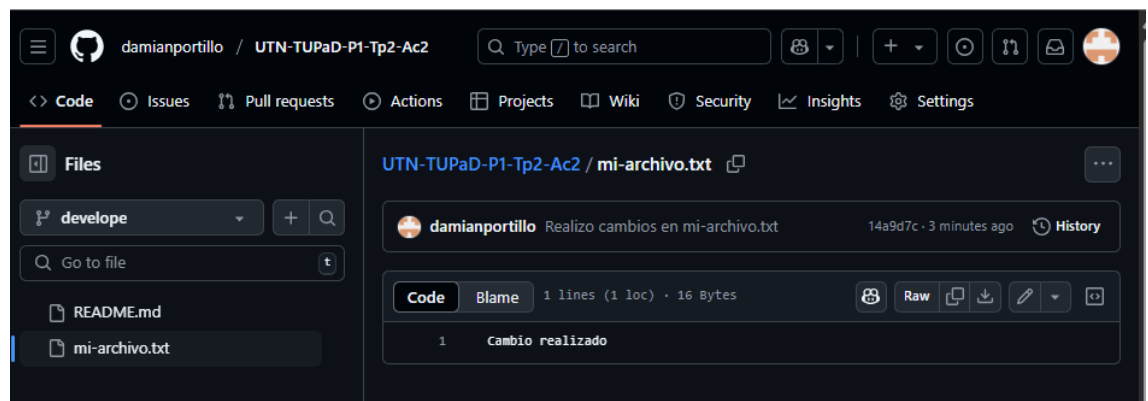 damianportillo / UTN-TUPaD-P1-Tp2-Ac2 Type / to search
Code Issues Pull requests Actions Projects Wiki Security Insights Settings
Files
UTN-TUPaD-P1-Tp2-Ac2 / mi-archivo.txt
develope
damianportillo Realizo cambios en mi-archivo.txt 14a9d7c · 3 minutes ago History
Go to file t
Code Blame 1 lines (1 loc) · 16 Bytes Raw
README.md
1 Cambio realizado
mi-archivo.txt